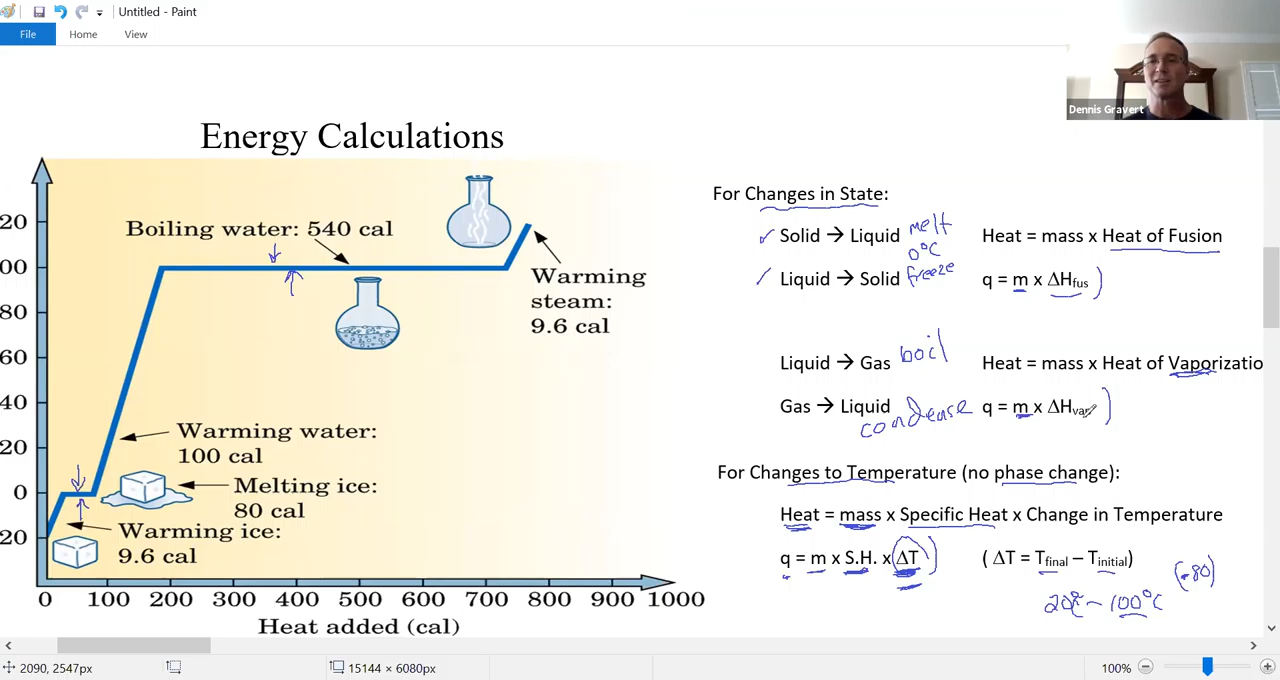 Untitled - Paint
File Home View
Dennis Gravert
Energy Calculations
20
00
80
60
40
20
0
20
Boiling water: 540 cal
Warming
steam:
9.6 cal
Warming water:
100 cal
Melting ice:
80 cal
Warming ice:
9.6 cal
0 100 200 300 400 500 600 700 800 900 1000
Heat added (cal)
For Changes in State:
Solid → Liquid melt Heat = mass x Heat of Fusion
0°C
Liquid → Solid freeze q = m x ΔHfus
Liquid → Gas boil Heat = mass x Heat of Vaporizatio
Gas → Liquid condense q = m x ΔHvap
For Changes to Temperature (no phase change):
Heat = mass x Specific Heat x Change in Temperature
q = m x S.H. x ΔT ( ΔT = Tfinal – Tinitial)
(-80)
20° - 100°C
2090, 2547px 15144 × 6080px 100%